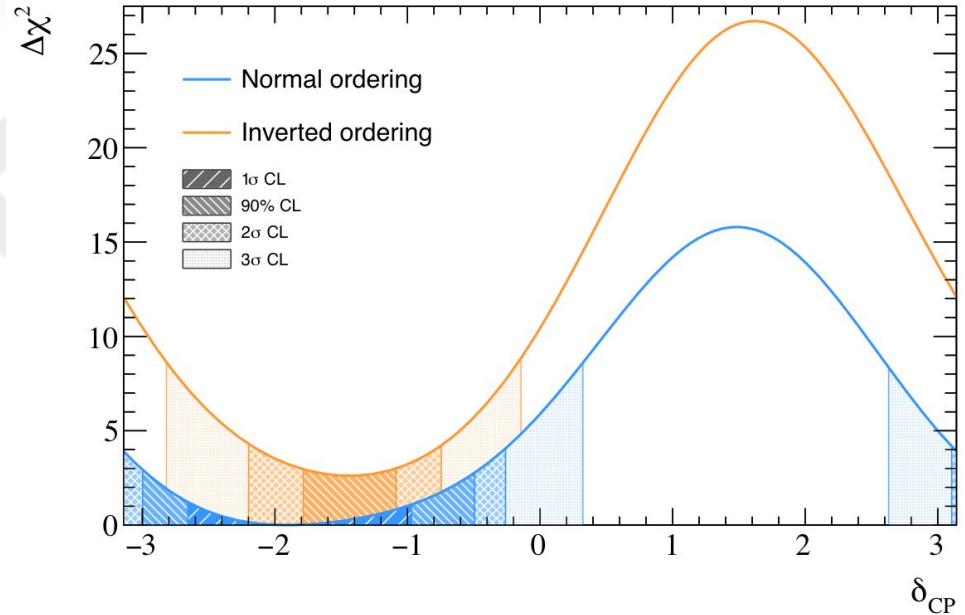 Δχ²
25
20
15
10
5
0
Normal ordering
Inverted ordering
1σ CL
90% CL
2σ CL
3σ CL
−3 −2 −1 0 1 2 3
δCP